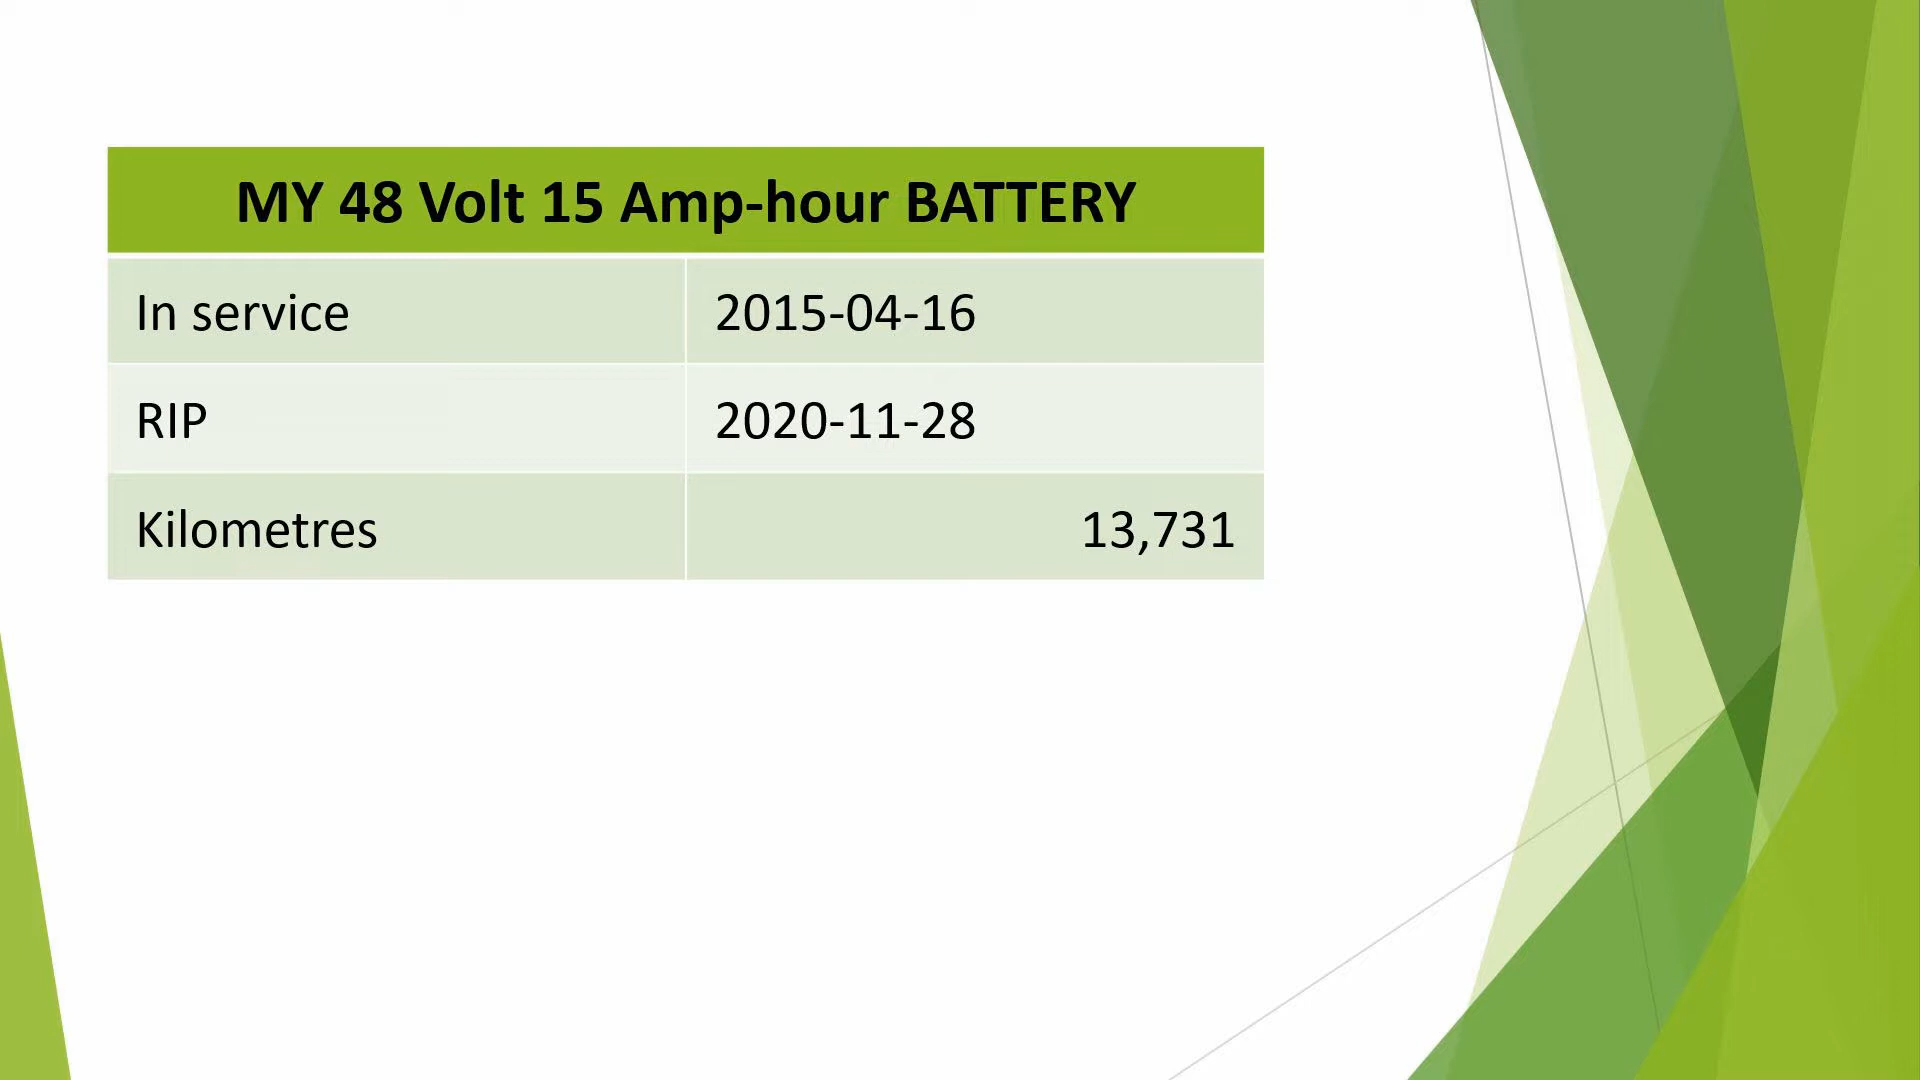 MY 48 Volt 15 Amp-hour BATTERY
In service 2015-04-16
RIP 2020-11-28
Kilometres 13,731